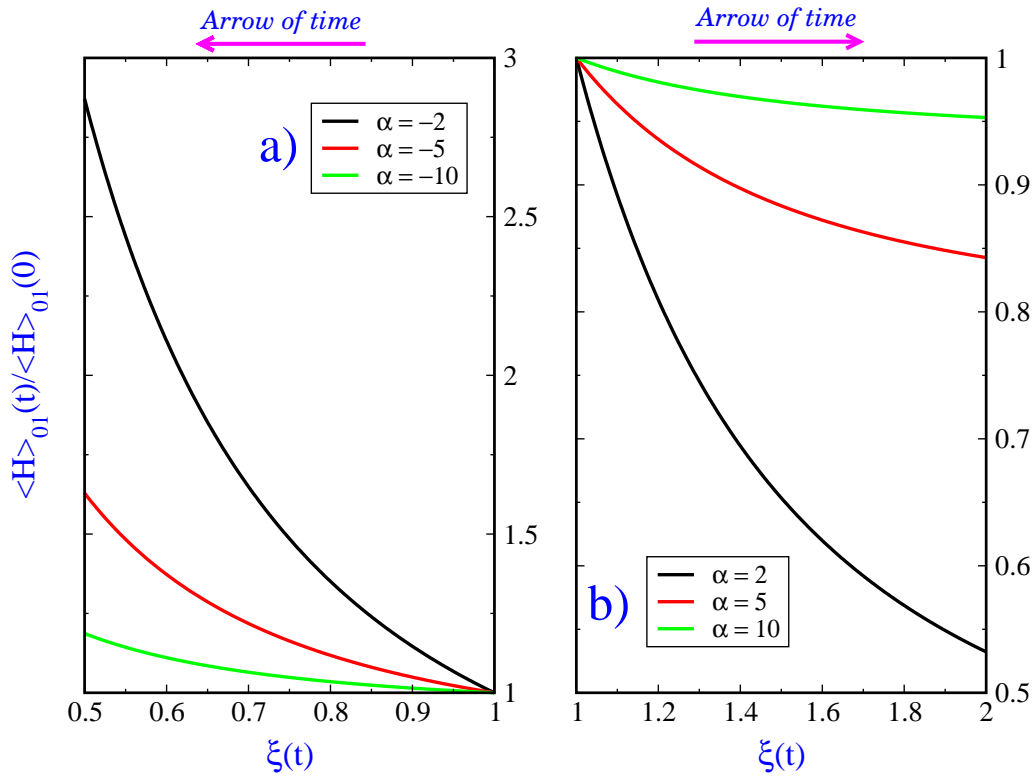 Arrow of time
Arrow of time
<H>₀₁(t)/<H>₀₁(0)
a)
α = −2
α = −5
α = −10
3
2.5
2
1.5
1
0.5
0.6
0.7
0.8
0.9
1
ξ(t)
b)
α = 2
α = 5
α = 10
1
0.9
0.8
0.7
0.6
0.5
1
1.2
1.4
1.6
1.8
2
ξ(t)